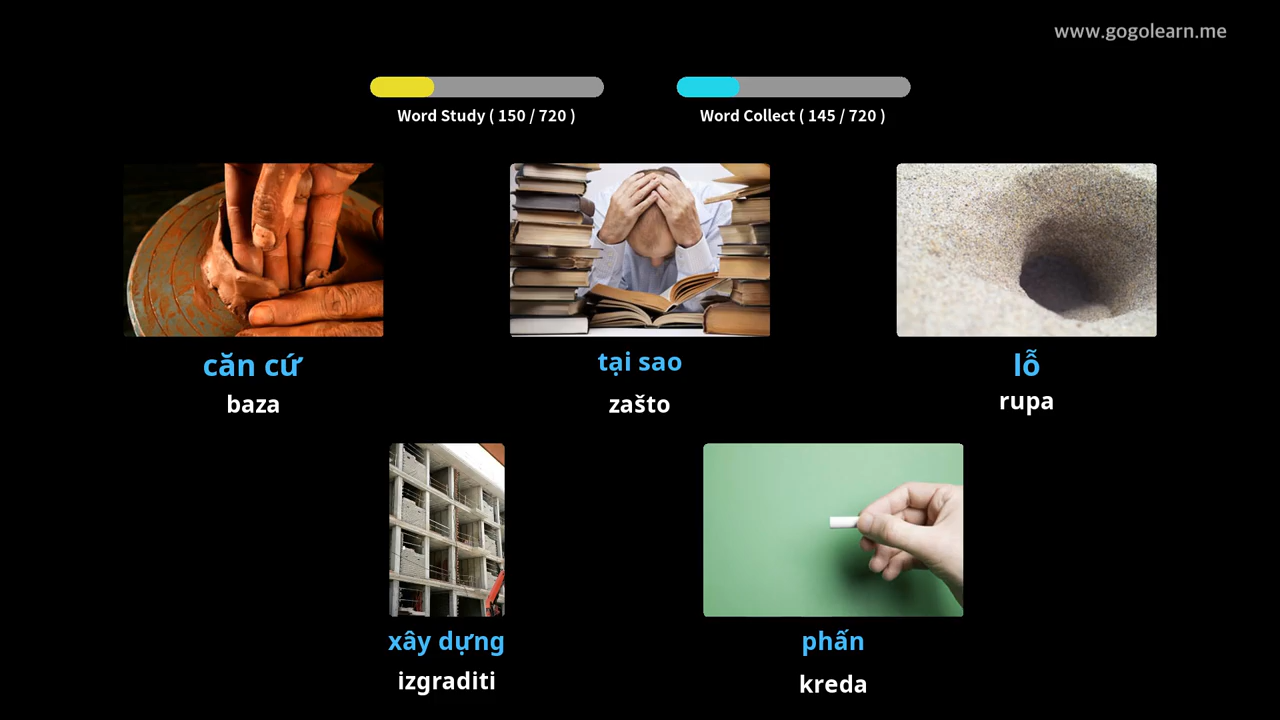 www.gogolearn.me
Word Study ( 150 / 720 )
Word Collect ( 145 / 720 )
căn cứ
baza
tại sao
zašto
lỗ
rupa
xây dựng
izgraditi
phấn
kreda